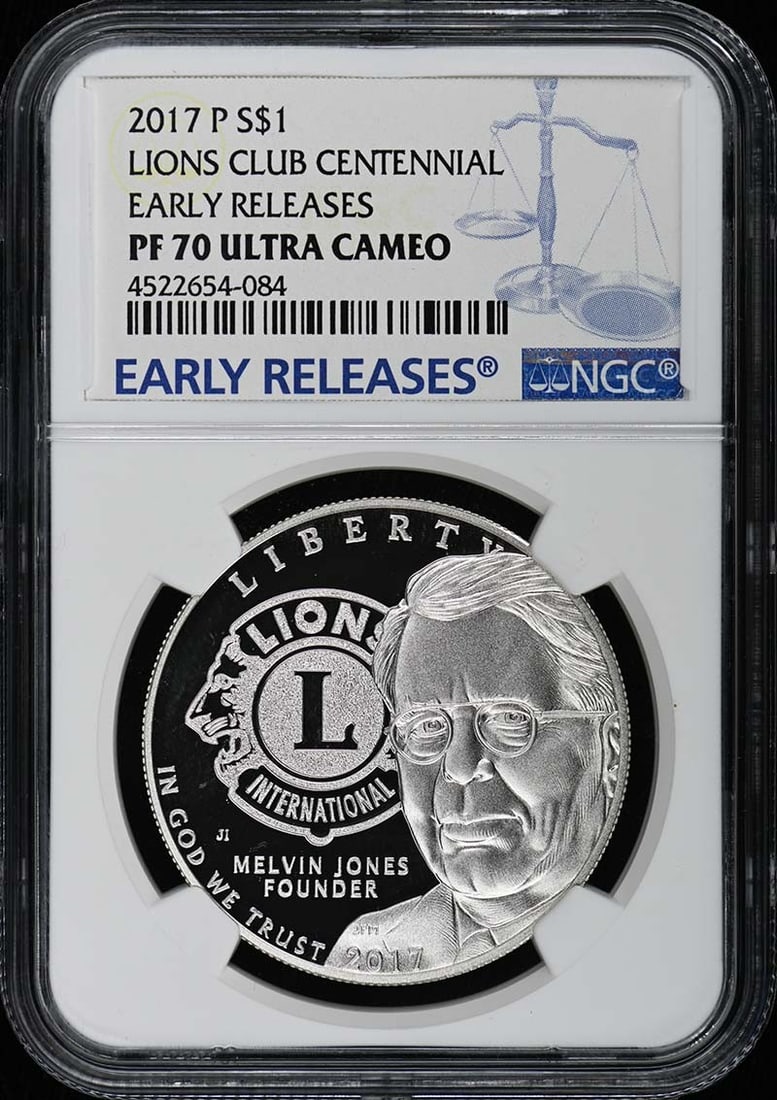 2017 P S$1
LIONS CLUB CENTENNIAL
EARLY RELEASES
PF 70 ULTRA CAMEO
4522654-084
EARLY RELEASES®
NGC®
LIBERTY
LIONS
L
INTERNATIONAL
JI
MELVIN JONES
FOUNDER
IN GOD WE TRUST
2017